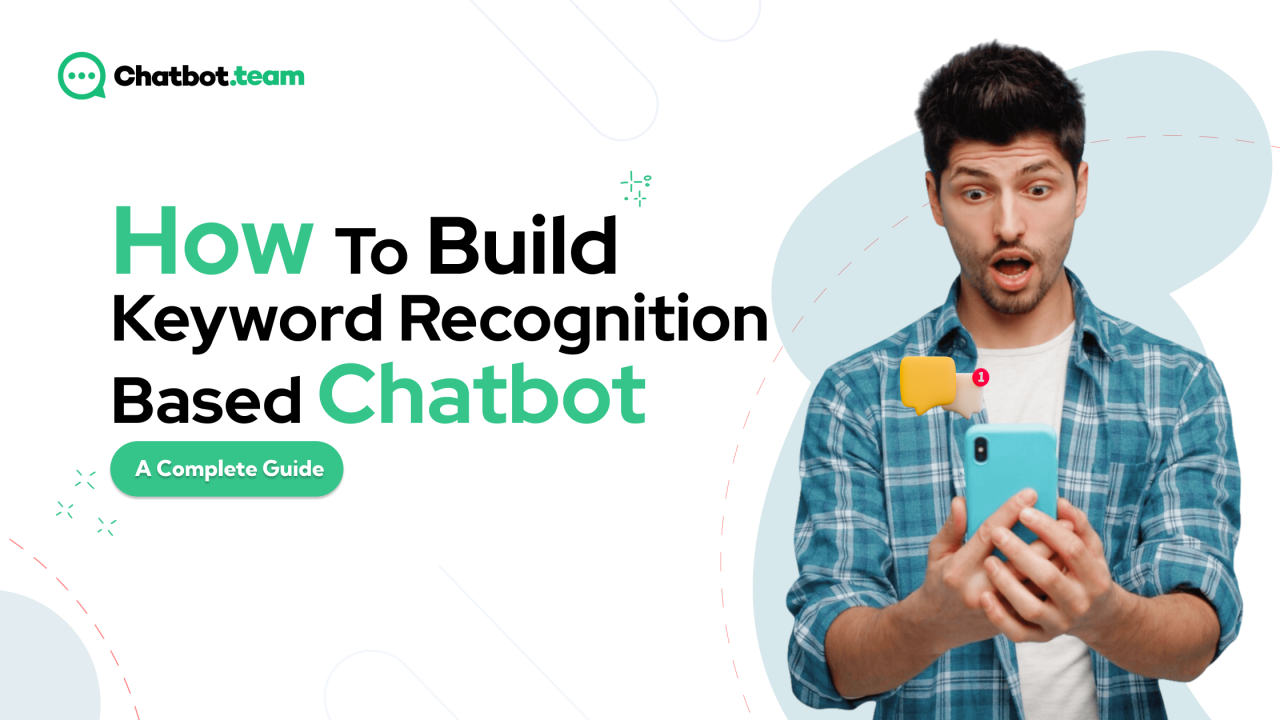 Chatbot.team
How To Build
Keyword Recognition
Based Chatbot
A Complete Guide
1